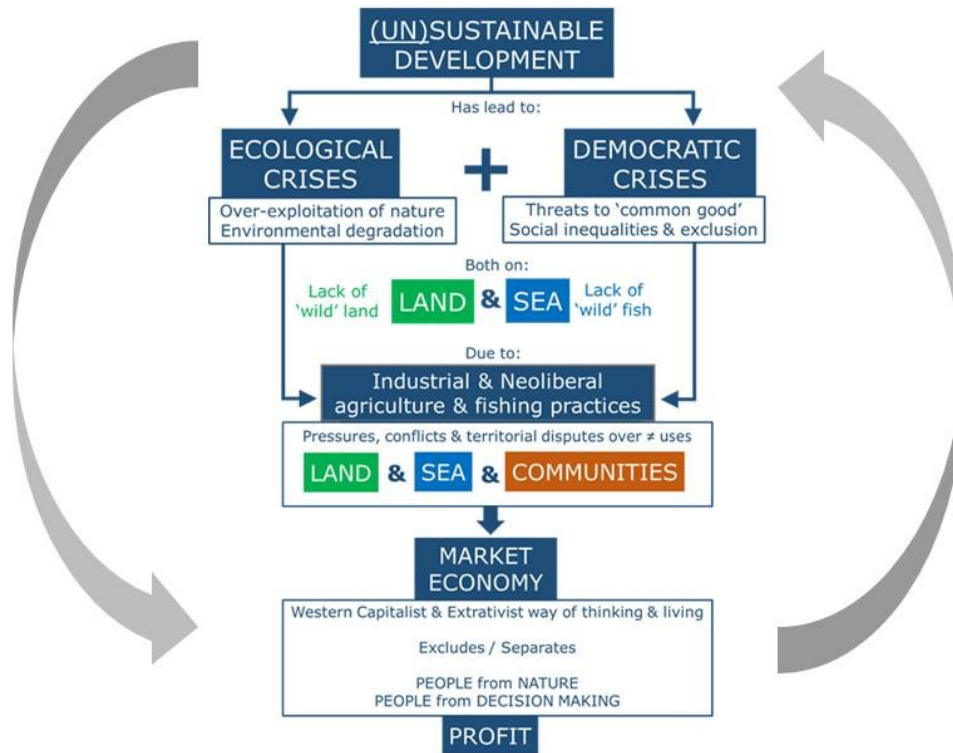 (UN)SUSTAINABLE
DEVELOPMENT
Has lead to:
ECOLOGICAL
CRISES
+
DEMOCRATIC
CRISES
Over-exploitation of nature
Environmental degradation
Threats to ‘common good’
Social inequalities & exclusion
Both on:
Lack of
‘wild’ land
LAND & SEA
Lack of
‘wild’ fish
Due to:
Industrial & Neoliberal
agriculture & fishing practices
Pressures, conflicts & territorial disputes over ≠ uses
LAND & SEA & COMMUNITIES
MARKET
ECONOMY
Western Capitalist & Extrativist way of thinking & living
Excludes / Separates
PEOPLE from NATURE
PEOPLE from DECISION MAKING
PROFIT